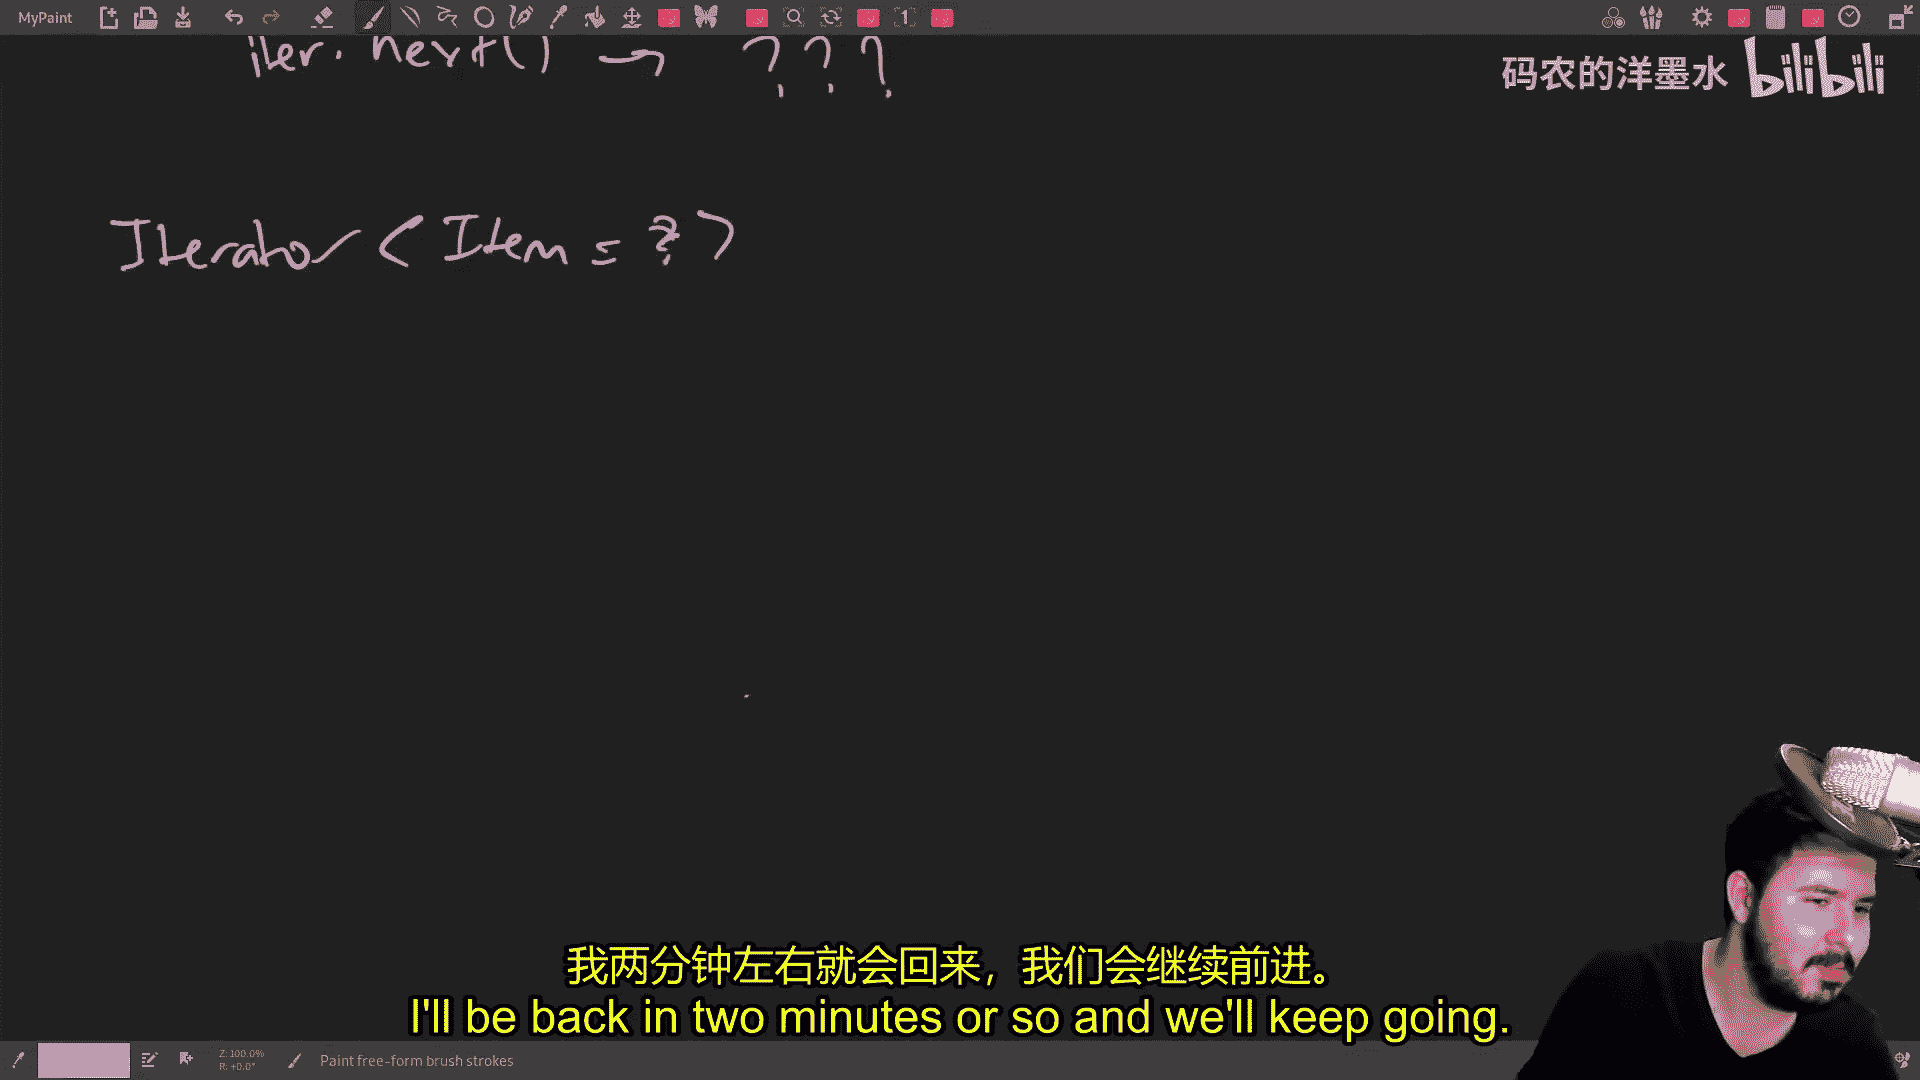 MyPaint
iter.next() → ???
码农的洋墨水 bilibili
Iterator <Item = ?>
我两分钟左右就会回来，我们会继续前进。
I'll be back in two minutes or so and we'll keep going.
Z: 100.0%
R: +0.0°
Paint free-form brush strokes